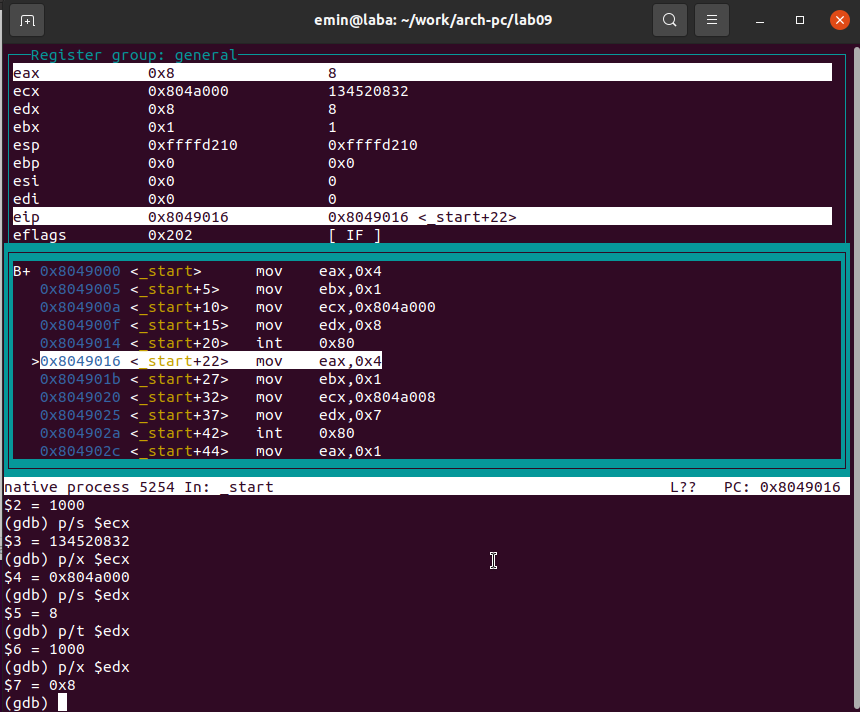 emin@laba: ~/work/arch-pc/lab09
Register group: general
eax 0x8 8
ecx 0x804a000 134520832
edx 0x8 8
ebx 0x1 1
esp 0xffffd210 0xffffd210
ebp 0x0 0x0
esi 0x0 0
edi 0x0 0
eip 0x8049016 0x8049016 <_start+22>
eflags 0x202 [ IF ]
B+ 0x8049000 <_start> mov eax,0x4
0x8049005 <_start+5> mov ebx,0x1
0x804900a <_start+10> mov ecx,0x804a000
0x804900f <_start+15> mov edx,0x8
0x8049014 <_start+20> int 0x80
>0x8049016 <_start+22> mov eax,0x4
0x804901b <_start+27> mov ebx,0x1
0x8049020 <_start+32> mov ecx,0x804a008
0x8049025 <_start+37> mov edx,0x7
0x804902a <_start+42> int 0x80
0x804902c <_start+44> mov eax,0x1
native process 5254 In: _start L?? PC: 0x8049016
$2 = 1000
(gdb) p/s $ecx
$3 = 134520832
(gdb) p/x $ecx
$4 = 0x804a000
(gdb) p/s $edx
$5 = 8
(gdb) p/t $edx
$6 = 1000
(gdb) p/x $edx
$7 = 0x8
(gdb)